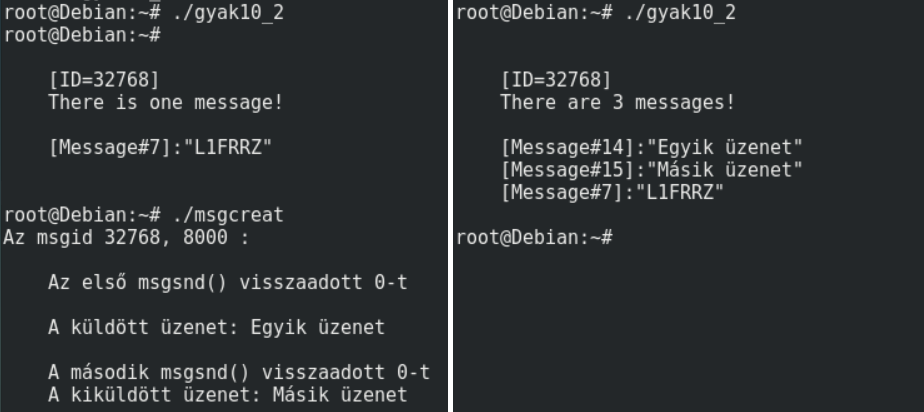 root@Debian:~# ./gyak10_2
root@Debian:~#
[ID=32768]
There is one message!
[Message#7]:"L1FRRZ"
root@Debian:~# ./msgcreat
Az msgid 32768, 8000 :
Az első msgsnd() visszaadott 0-t
A küldött üzenet: Egyik üzenet
A második msgsnd() visszaadott 0-t
A kiküldött üzenet: Másik üzenet
root@Debian:~# ./gyak10_2
[ID=32768]
There are 3 messages!
[Message#14]:"Egyik üzenet"
[Message#15]:"Másik üzenet"
[Message#7]:"L1FRRZ"
root@Debian:~#